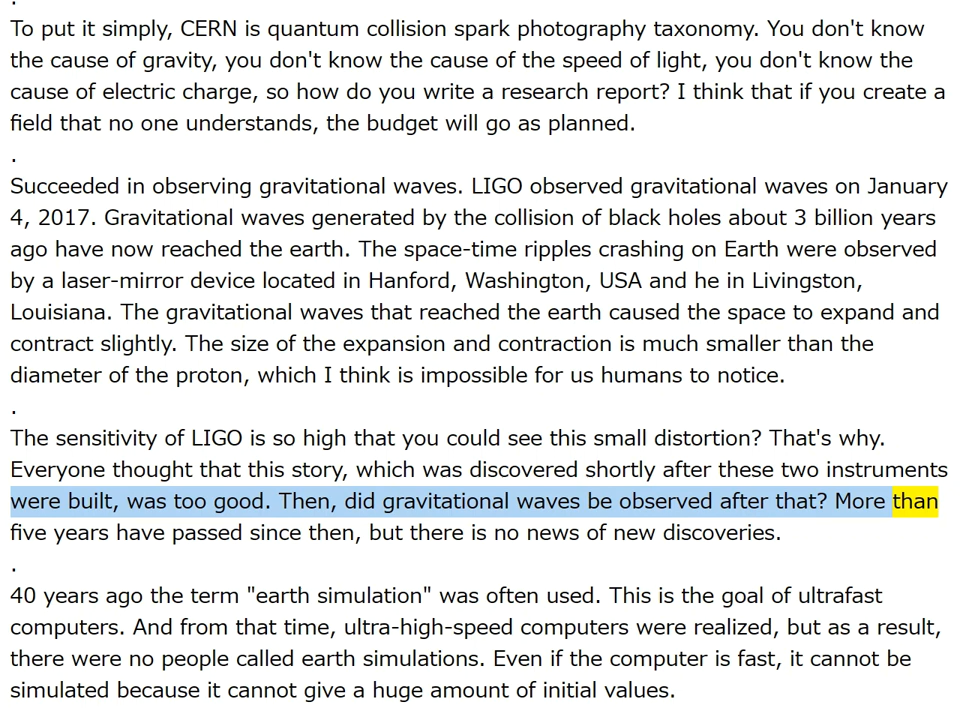 .
To put it simply, CERN is quantum collision spark photography taxonomy. You don't know
the cause of gravity, you don't know the cause of the speed of light, you don't know the
cause of electric charge, so how do you write a research report? I think that if you create a
field that no one understands, the budget will go as planned.
.
Succeeded in observing gravitational waves. LIGO observed gravitational waves on January
4, 2017. Gravitational waves generated by the collision of black holes about 3 billion years
ago have now reached the earth. The space-time ripples crashing on Earth were observed
by a laser-mirror device located in Hanford, Washington, USA and he in Livingston,
Louisiana. The gravitational waves that reached the earth caused the space to expand and
contract slightly. The size of the expansion and contraction is much smaller than the
diameter of the proton, which I think is impossible for us humans to notice.
.
The sensitivity of LIGO is so high that you could see this small distortion? That's why.
Everyone thought that this story, which was discovered shortly after these two instruments
were built, was too good. Then, did gravitational waves be observed after that? More than
five years have passed since then, but there is no news of new discoveries.
.
40 years ago the term "earth simulation" was often used. This is the goal of ultrafast
computers. And from that time, ultra-high-speed computers were realized, but as a result,
there were no people called earth simulations. Even if the computer is fast, it cannot be
simulated because it cannot give a huge amount of initial values.